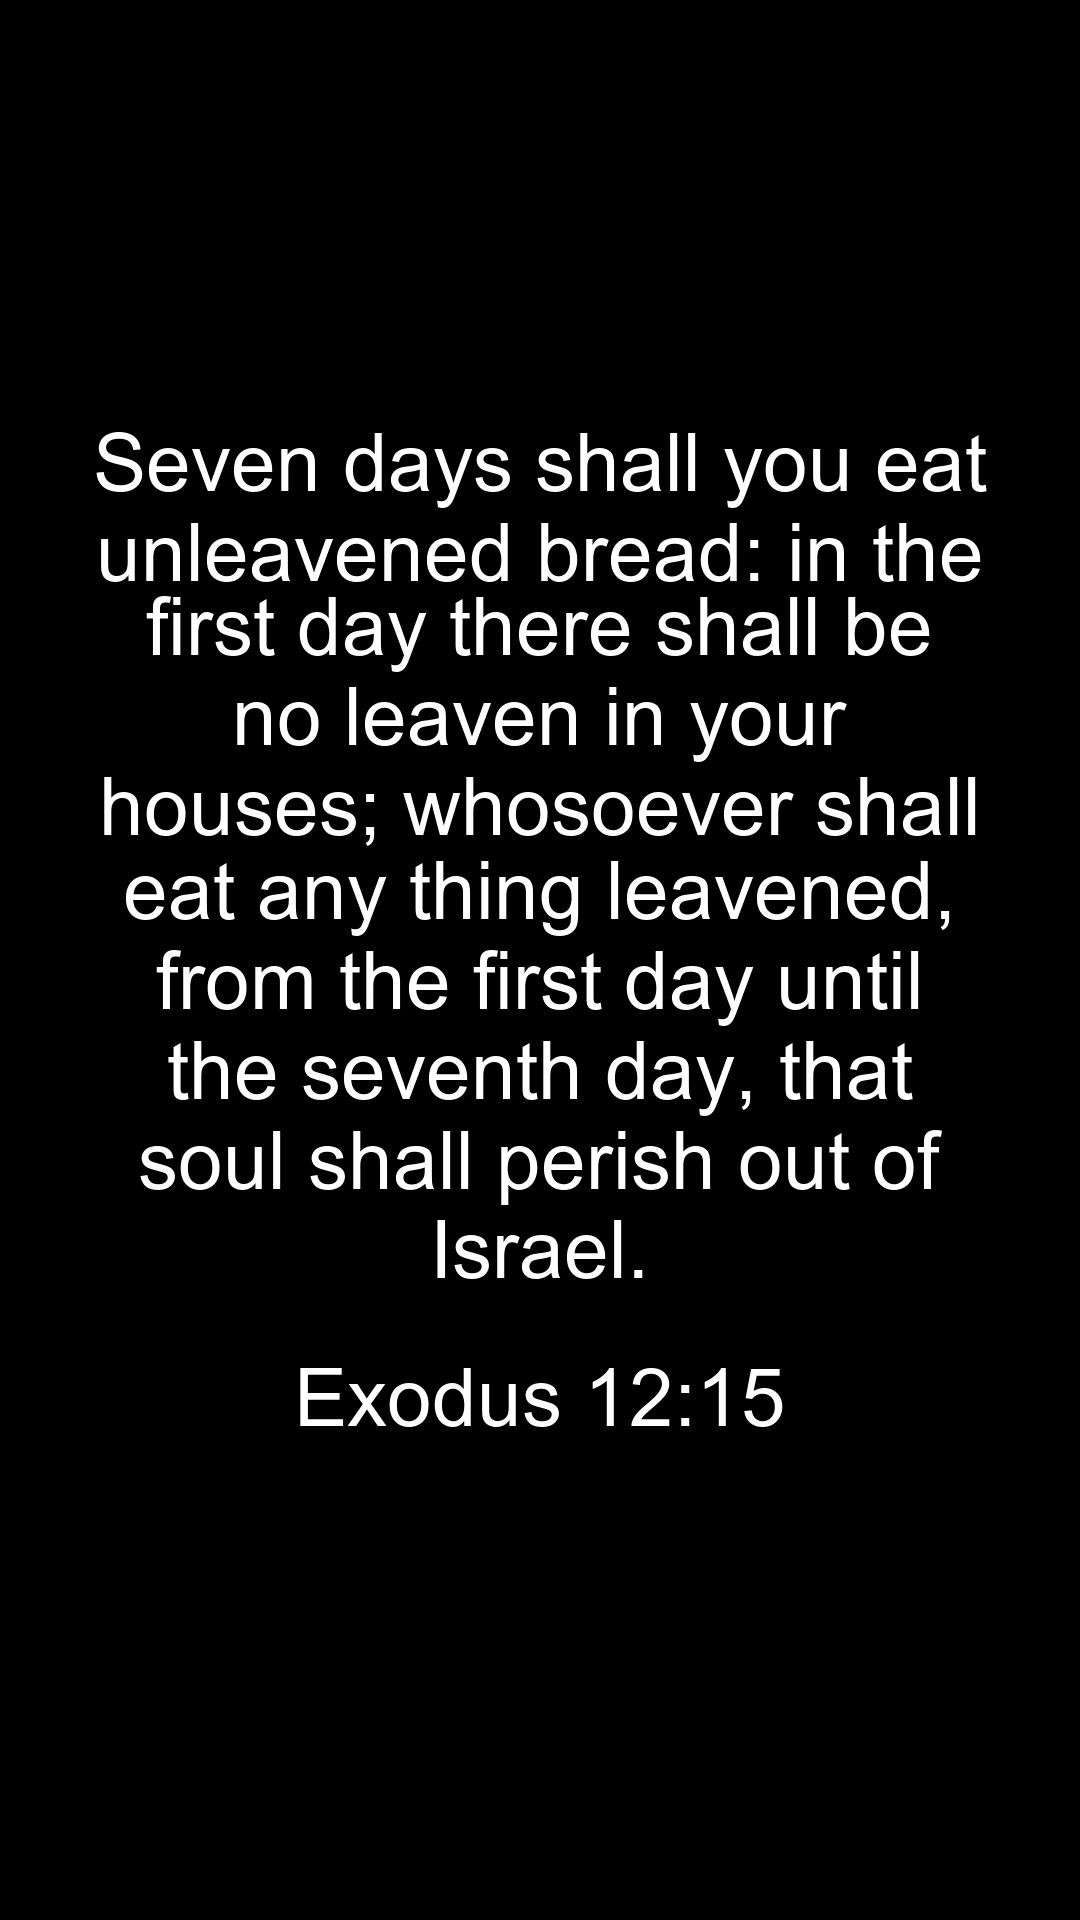 Seven days shall you eat
unleavened bread: in the
first day there shall be
no leaven in your
houses; whosoever shall
eat any thing leavened,
from the first day until
the seventh day, that
soul shall perish out of
Israel.
Exodus 12:15